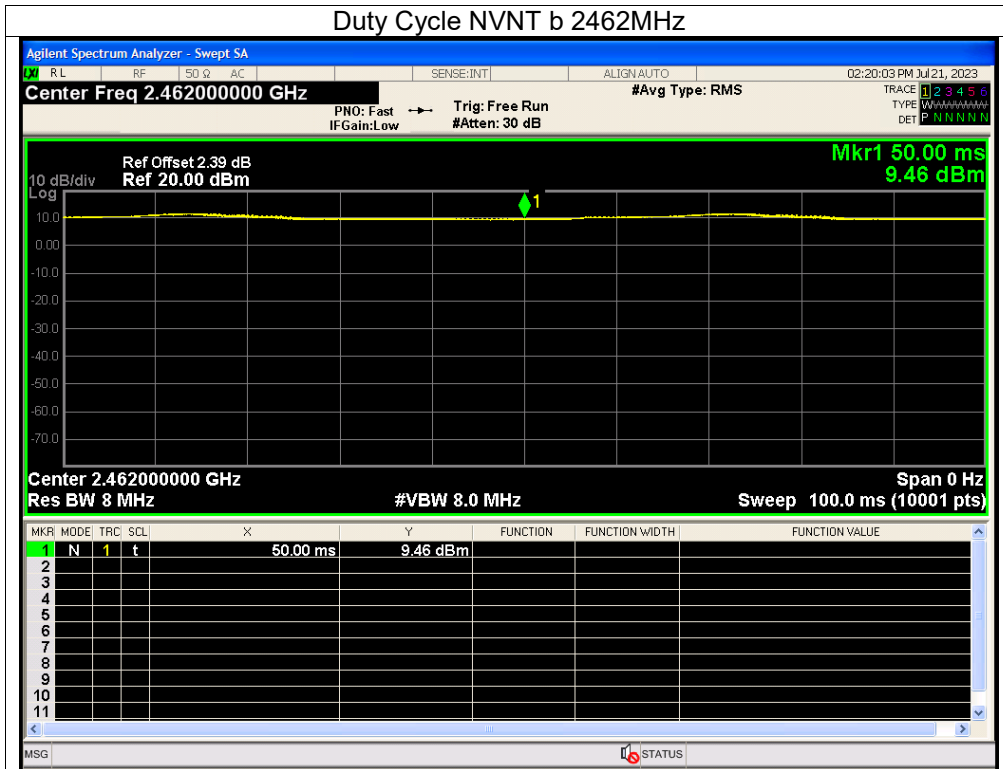 Duty Cycle NVNT b 2462MHz
Agilent Spectrum Analyzer - Swept SA
LXI RL RF 50 Ω AC SENSE:INT ALIGN AUTO 02:20:03 PM Jul 21, 2023
Center Freq 2.462000000 GHz #Avg Type: RMS TRACE 1 2 3 4 5 6
PNO: Fast Trig: Free Run TYPE WWWWWW
IFGain:Low #Atten: 30 dB DET P N N N N N
Mkr1 50.00 ms
Ref Offset 2.39 dB
10 dB/div Ref 20.00 dBm 9.46 dBm
Log
1
10.0
0.00
-10.0
-20.0
-30.0
-40.0
-50.0
-60.0
-70.0
Center 2.462000000 GHz Span 0 Hz
Res BW 8 MHz #VBW 8.0 MHz Sweep 100.0 ms (10001 pts)
MKR MODE TRC SCL X Y FUNCTION FUNCTION WIDTH FUNCTION VALUE
1 N 1 t 50.00 ms 9.46 dBm
2
3
4
5
6
7
8
9
10
11
MSG STATUS